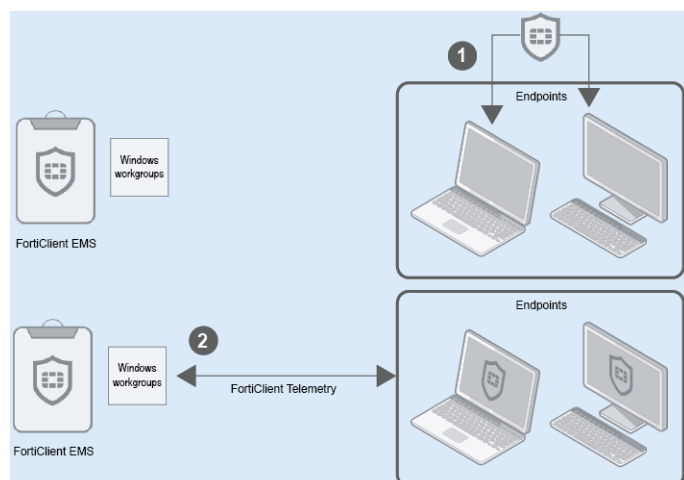 1
Endpoints
Windows
workgroups
FortiClient EMS
Endpoints
2
Windows
workgroups
FortiClient Telemetry
FortiClient EMS